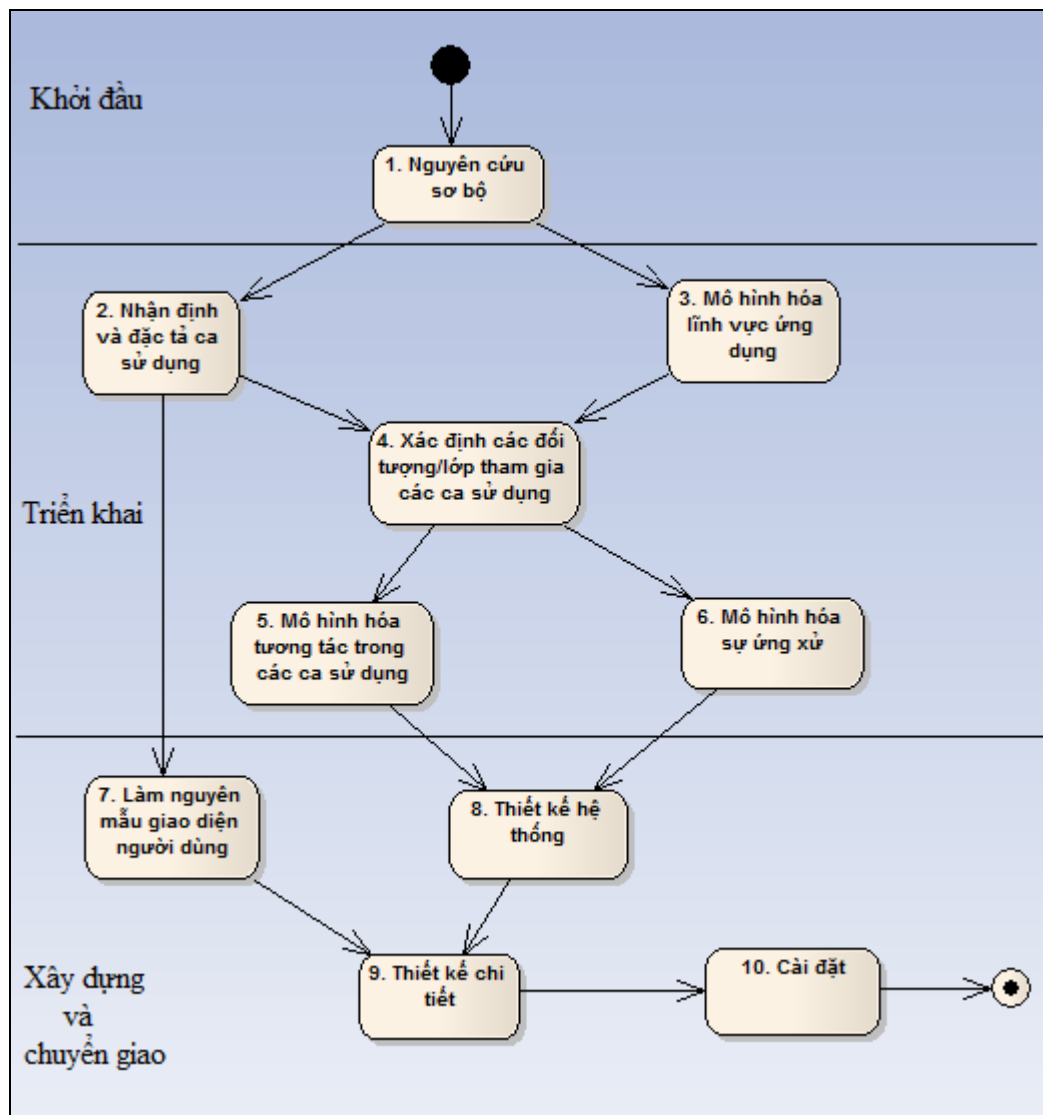 Khởi đầu
1. Nguyên cứu
sơ bộ
2. Nhận định
và đặc tả ca
sử dụng
3. Mô hình hóa
lĩnh vực ứng
dụng
4. Xác định các đối
tượng/lớp tham gia
các ca sử dụng
Triển khai
5. Mô hình hóa
tương tác trong
các ca sử dụng
6. Mô hình hóa
sự ứng xử
7. Làm nguyên
mẫu giao diện
người dùng
8. Thiết kế hệ
thống
Xây dựng
và
chuyển giao
9. Thiết kế chi
tiết
10. Cài đặt